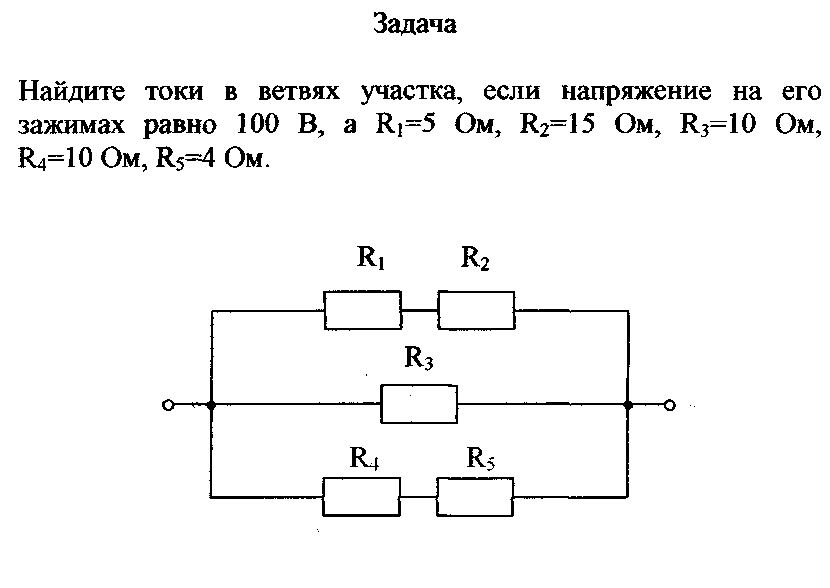 Задача
Найдите токи в ветвях участка, если напряжение на его
зажимах равно 100 В, а R₁=5 Ом, R₂=15 Ом, R₃=10 Ом,
R₄=10 Ом, R₅=4 Ом.
R₁ R₂
R₃
R₄ R₅